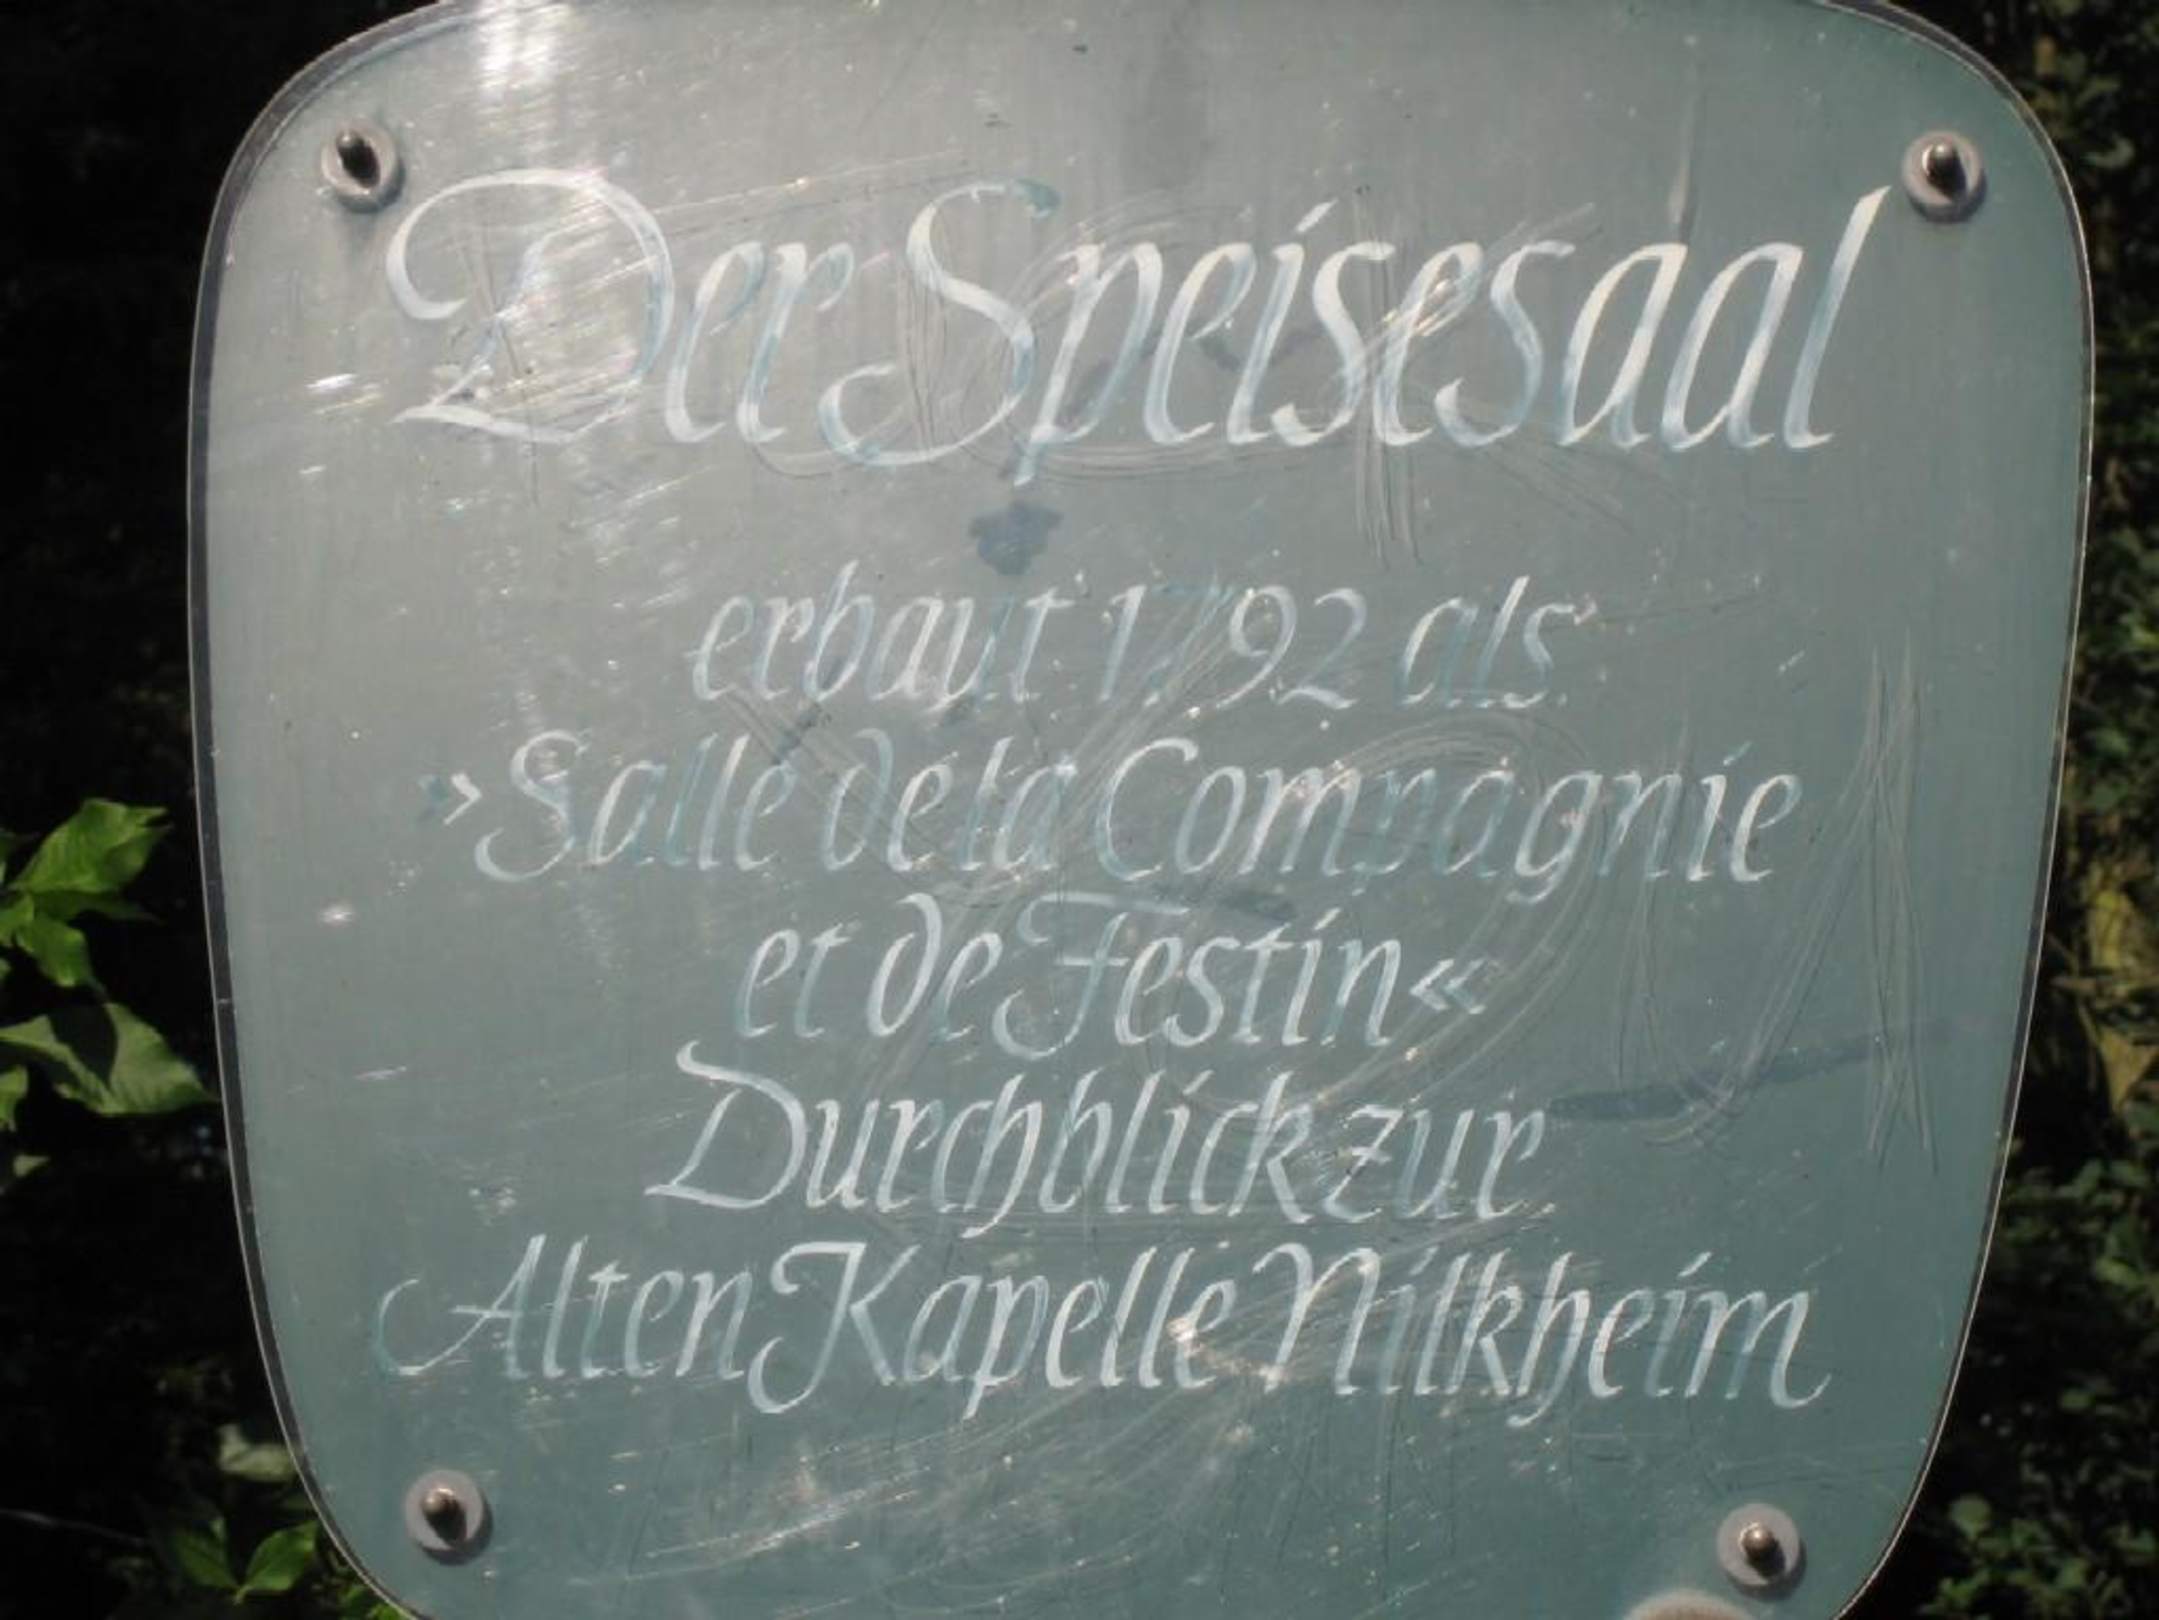 Der Speisesaal
erbaut 1792 als
»Salle de la Compagnie
et de Festin«
Durchblick zur
Alten Kapelle Nilkheim